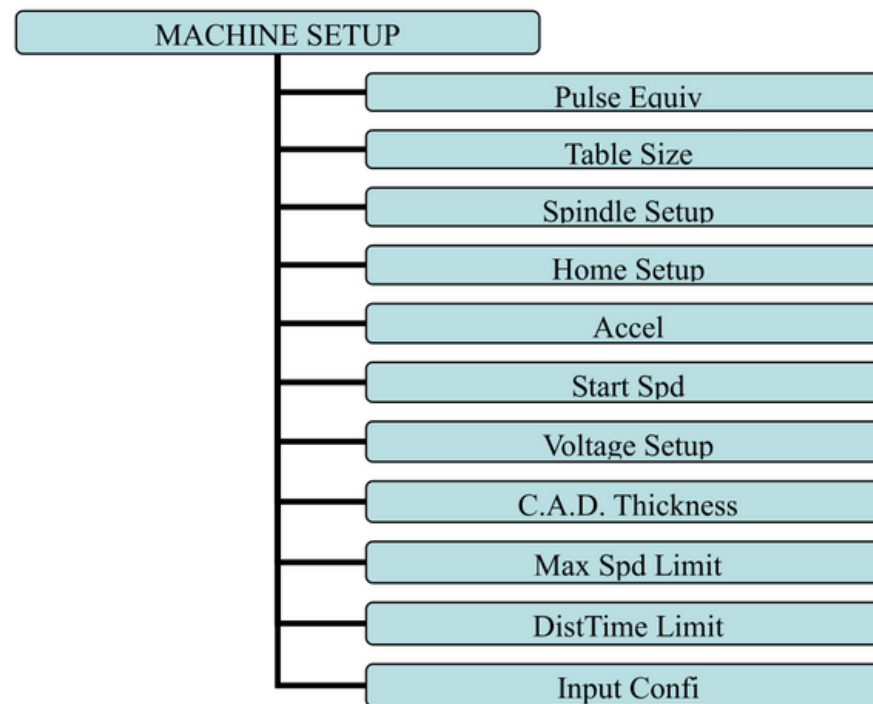 MACHINE SETUP
Pulse Equiv
Table Size
Spindle Setup
Home Setup
Accel
Start Spd
Voltage Setup
C.A.D. Thickness
Max Spd Limit
DistTime Limit
Input Confi